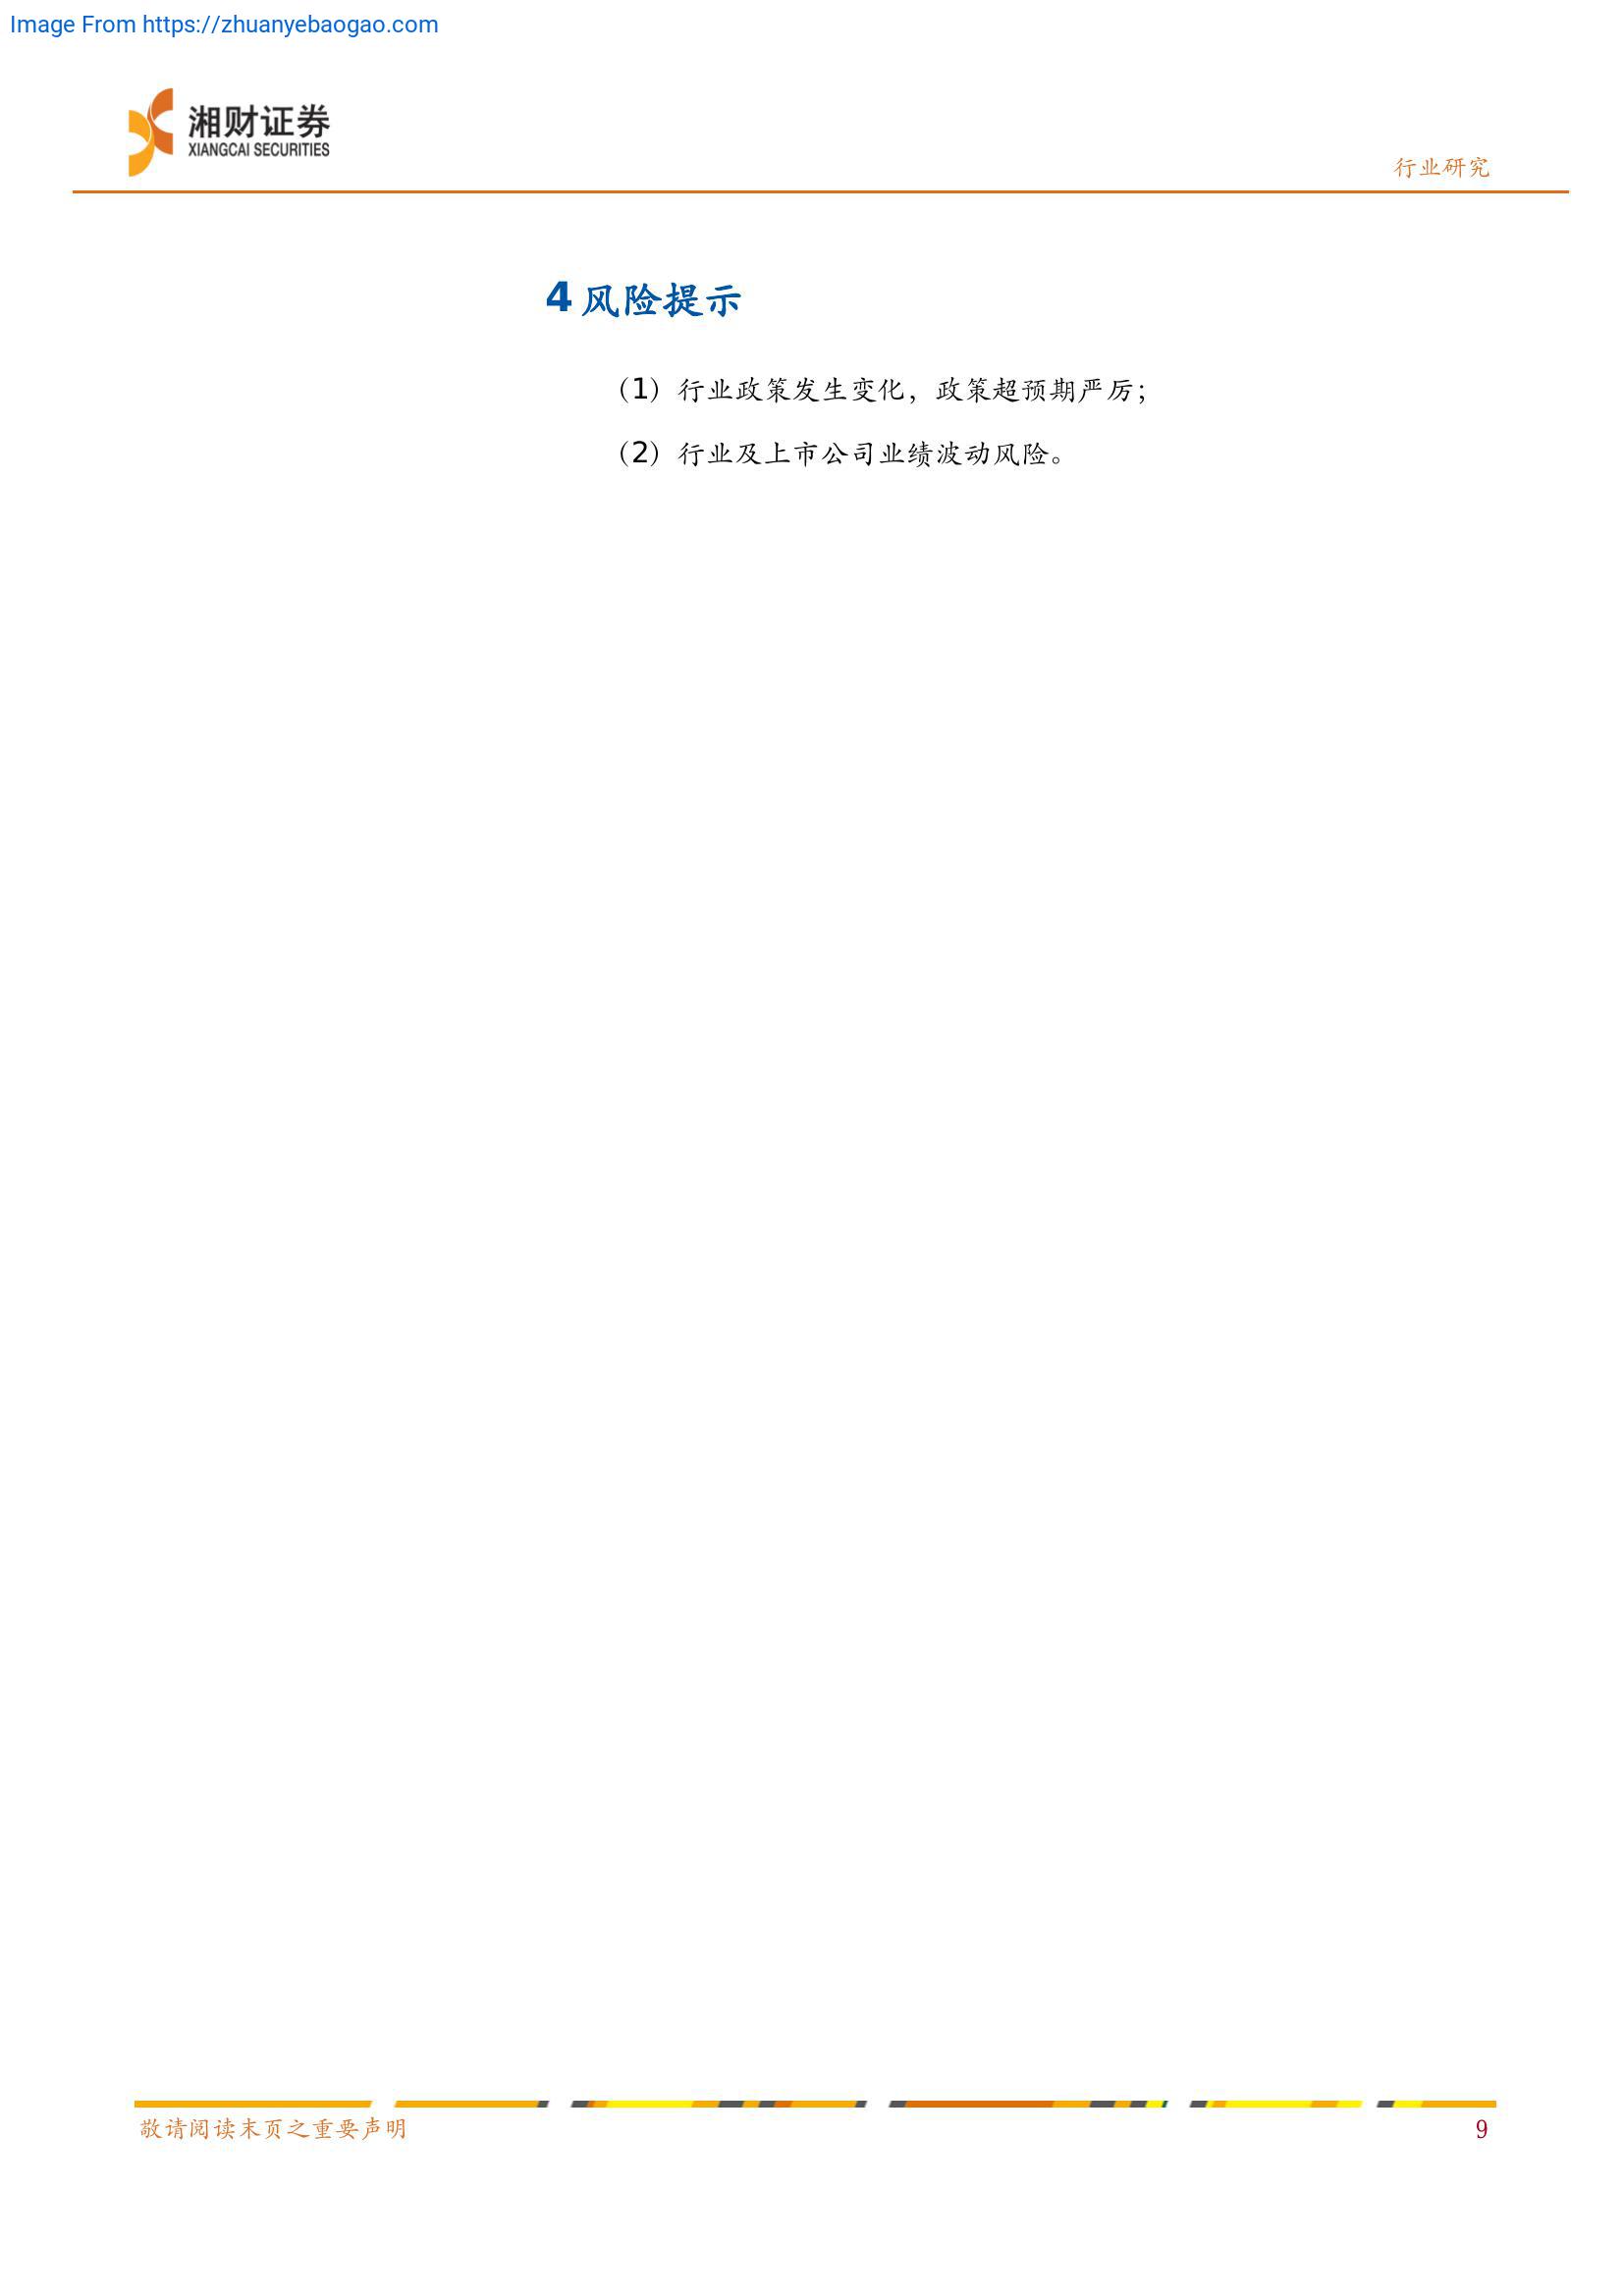 Image From https://zhuanyebaogao.com
湘财证券
XIANGCAI SECURITIES
行业研究
4 风险提示
（1）行业政策发生变化，政策超预期严厉；
（2）行业及上市公司业绩波动风险。
敬请阅读末页之重要声明
9